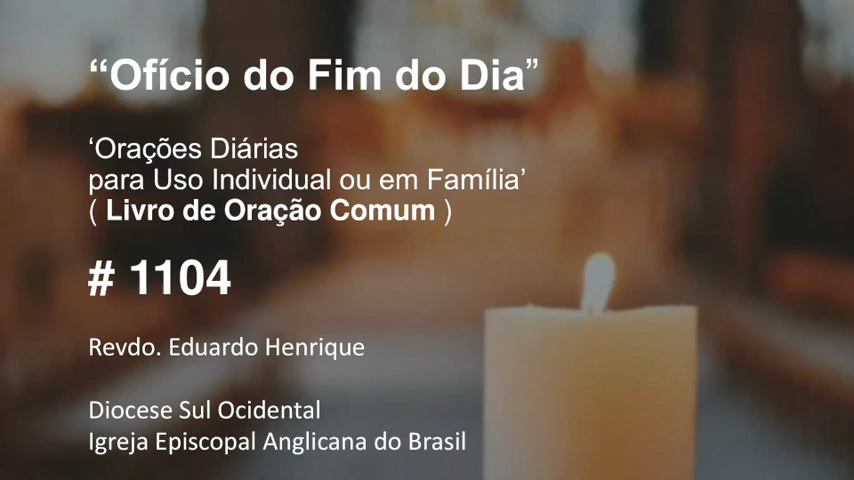 “Ofício do Fim do Dia”
‘Orações Diárias
para Uso Individual ou em Família’
( Livro de Oração Comum )
# 1104
Revdo. Eduardo Henrique
Diocese Sul Ocidental
Igreja Episcopal Anglicana do Brasil